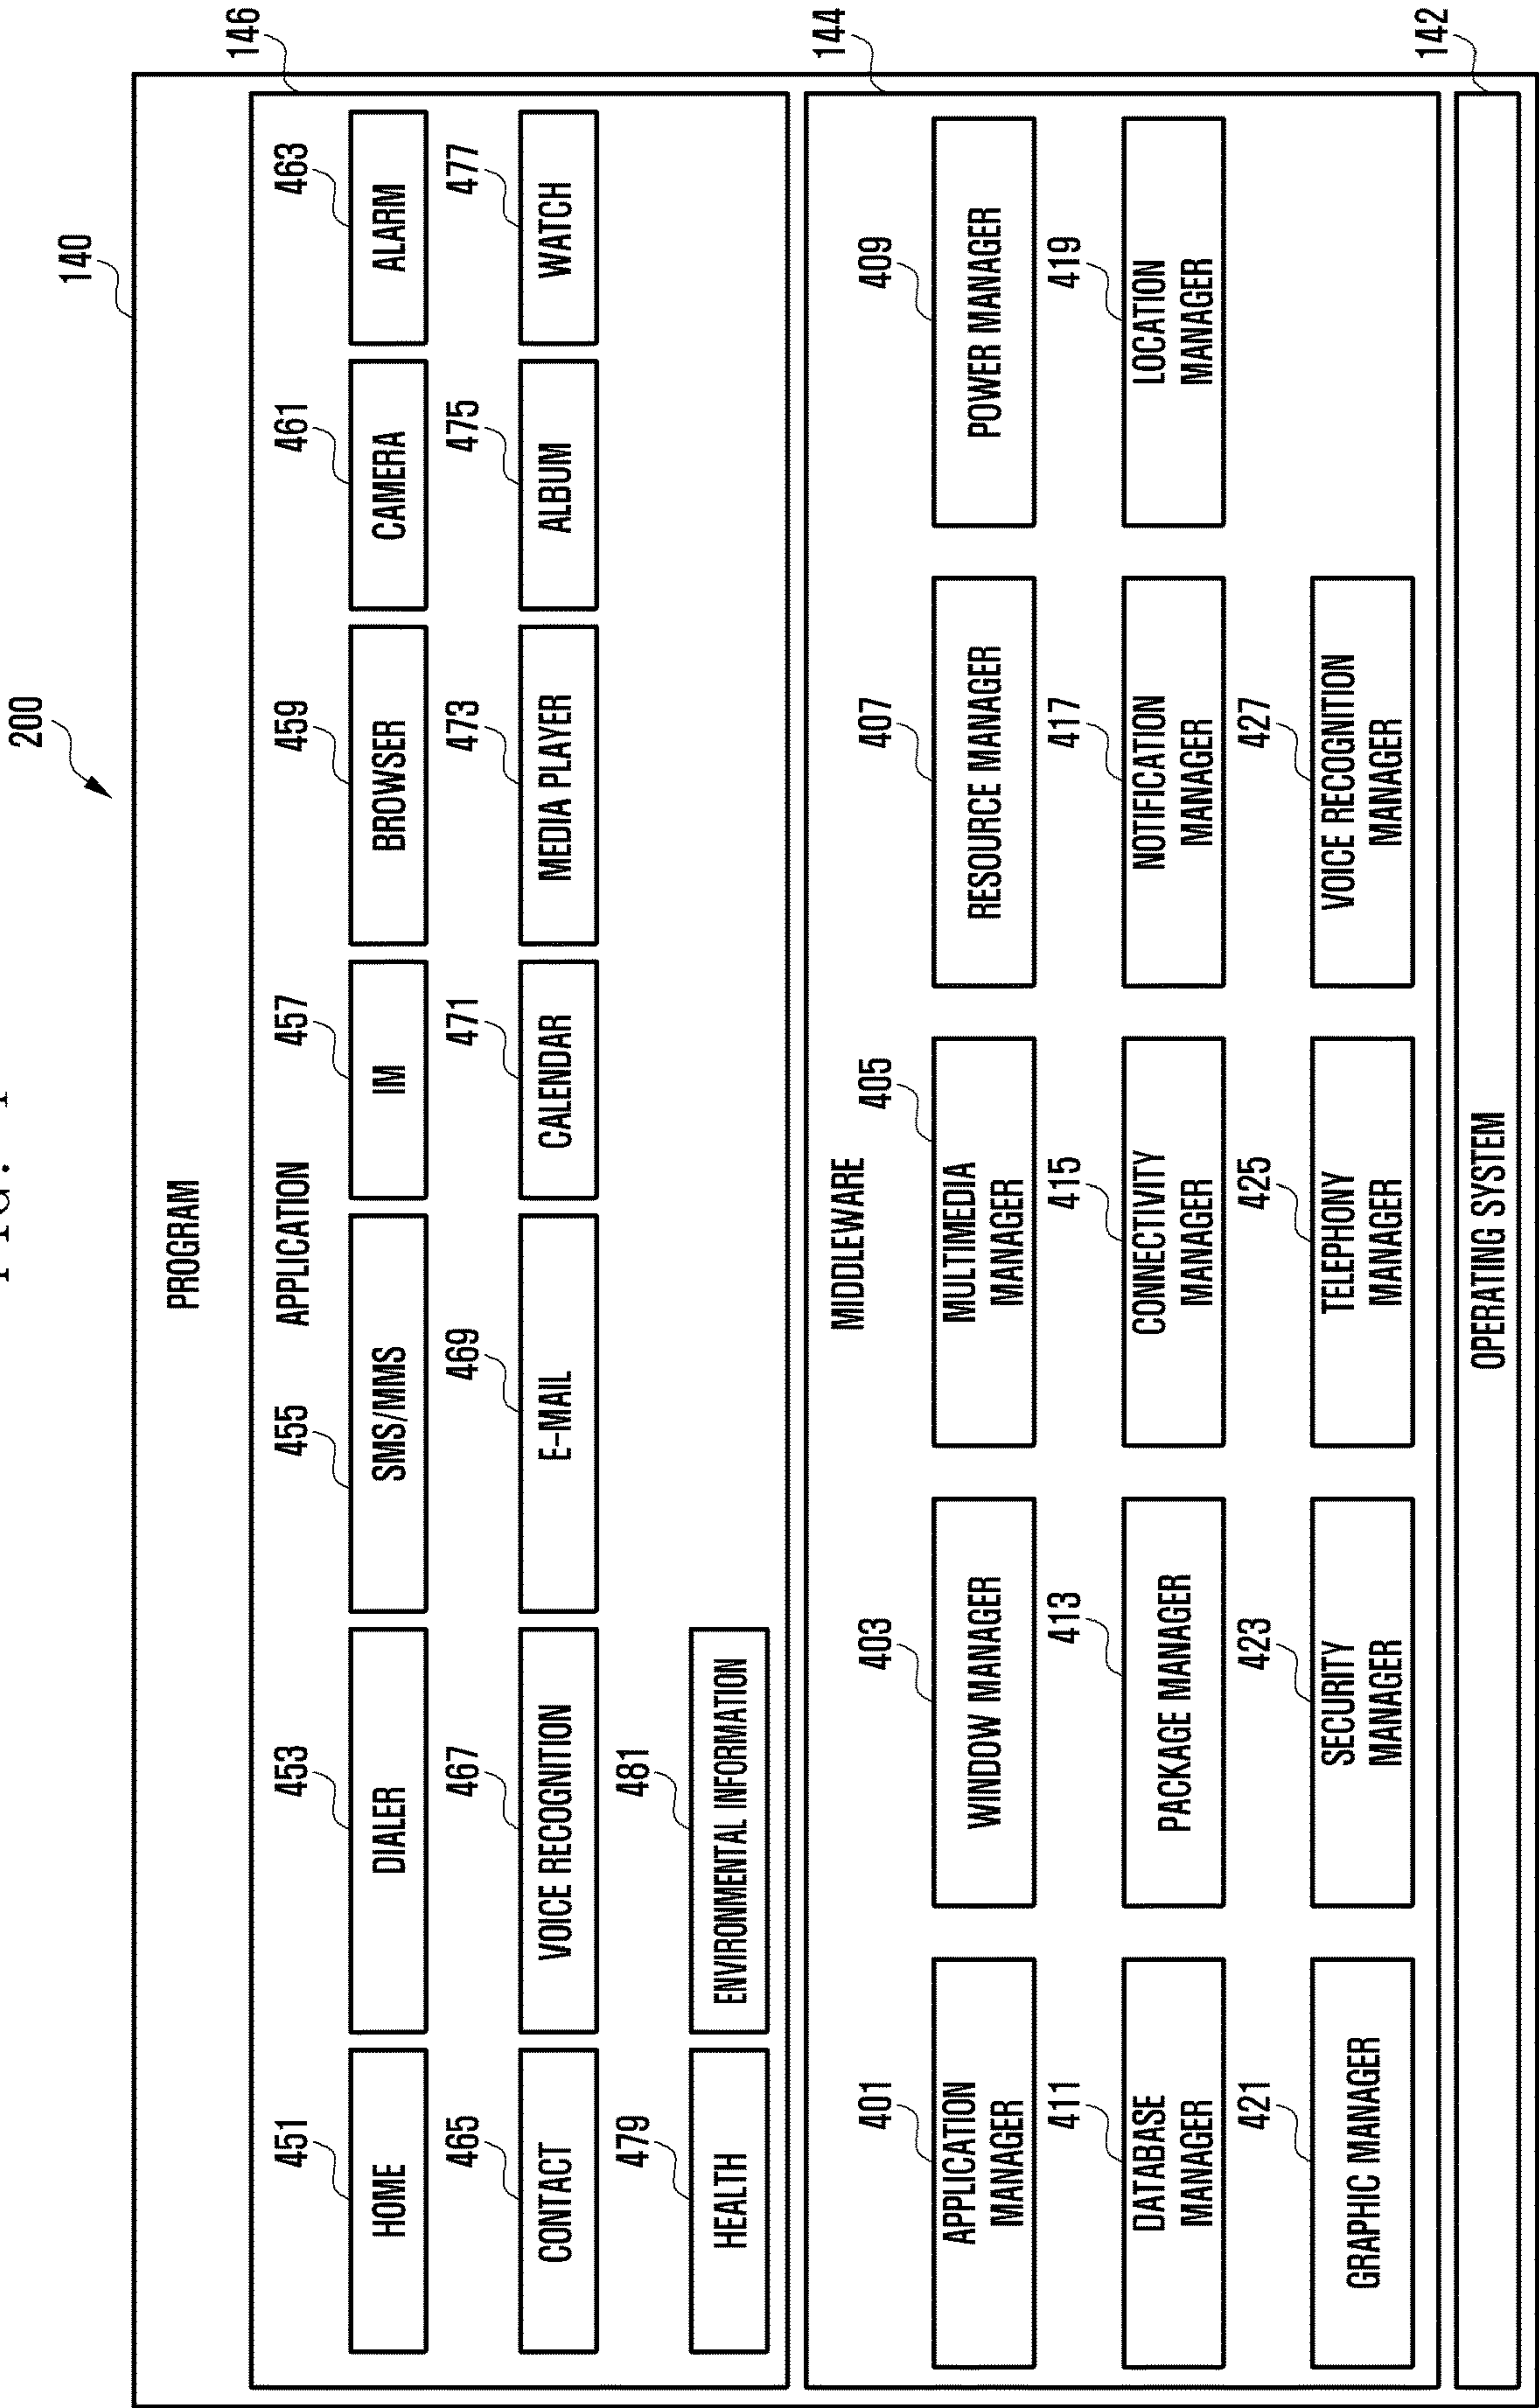 200
140
PROGRAM
146
APPLICATION
451
453
455
457
459
461
463
HOME
DIALER
SMS/MMS
IM
BROWSER
CAMERA
ALARM
465
467
469
471
473
475
477
CONTACT
VOICE RECOGNITION
E-MAIL
CALENDAR
MEDIA PLAYER
ALBUM
WATCH
479
481
HEALTH
ENVIRONMENTAL INFORMATION
144
MIDDLEWARE
401
403
405
407
409
APPLICATION
MANAGER
WINDOW MANAGER
MULTIMEDIA
MANAGER
RESOURCE MANAGER
POWER MANAGER
411
413
415
417
419
DATABASE
MANAGER
PACKAGE MANAGER
CONNECTIVITY
MANAGER
NOTIFICATION
MANAGER
LOCATION
MANAGER
421
423
425
427
GRAPHIC MANAGER
SECURITY
MANAGER
TELEPHONY
MANAGER
VOICE RECOGNITION
MANAGER
142
OPERATING SYSTEM